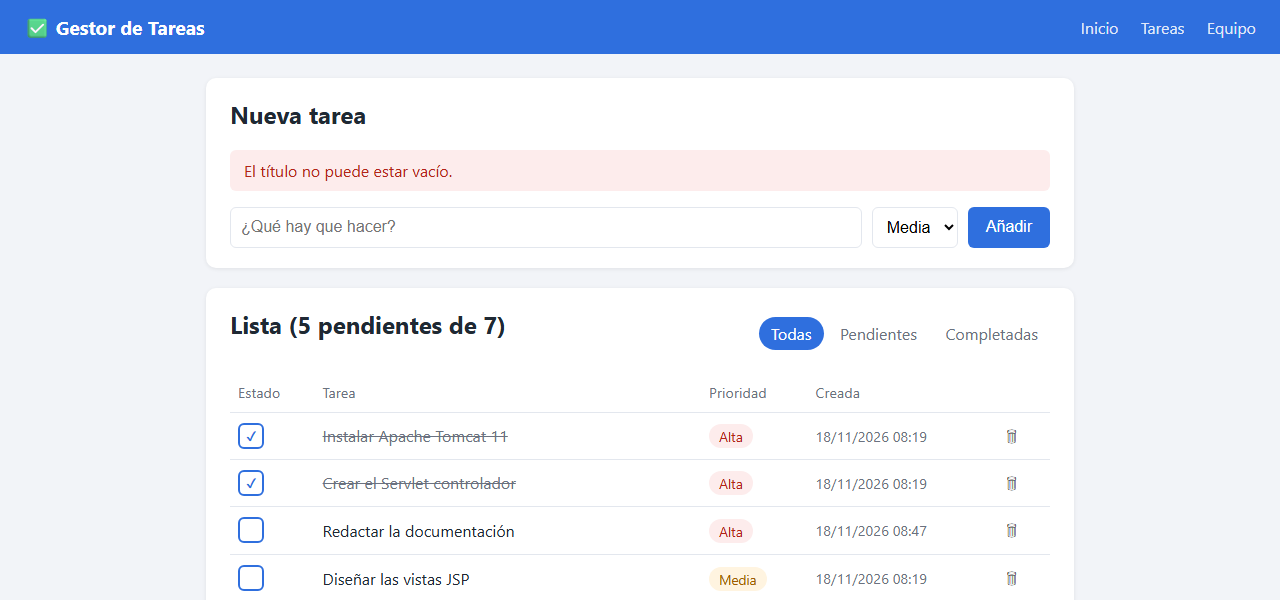 ✅ Gestor de Tareas
Inicio Tareas Equipo
Nueva tarea
El título no puede estar vacío.
¿Qué hay que hacer? Media Añadir
Lista (5 pendientes de 7)
Todas Pendientes Completadas
Estado Tarea Prioridad Creada
✓ Instalar Apache Tomcat 11 Alta 18/11/2026 08:19
✓ Crear el Servlet controlador Alta 18/11/2026 08:19
Redactar la documentación Alta 18/11/2026 08:47
Diseñar las vistas JSP Media 18/11/2026 08:19